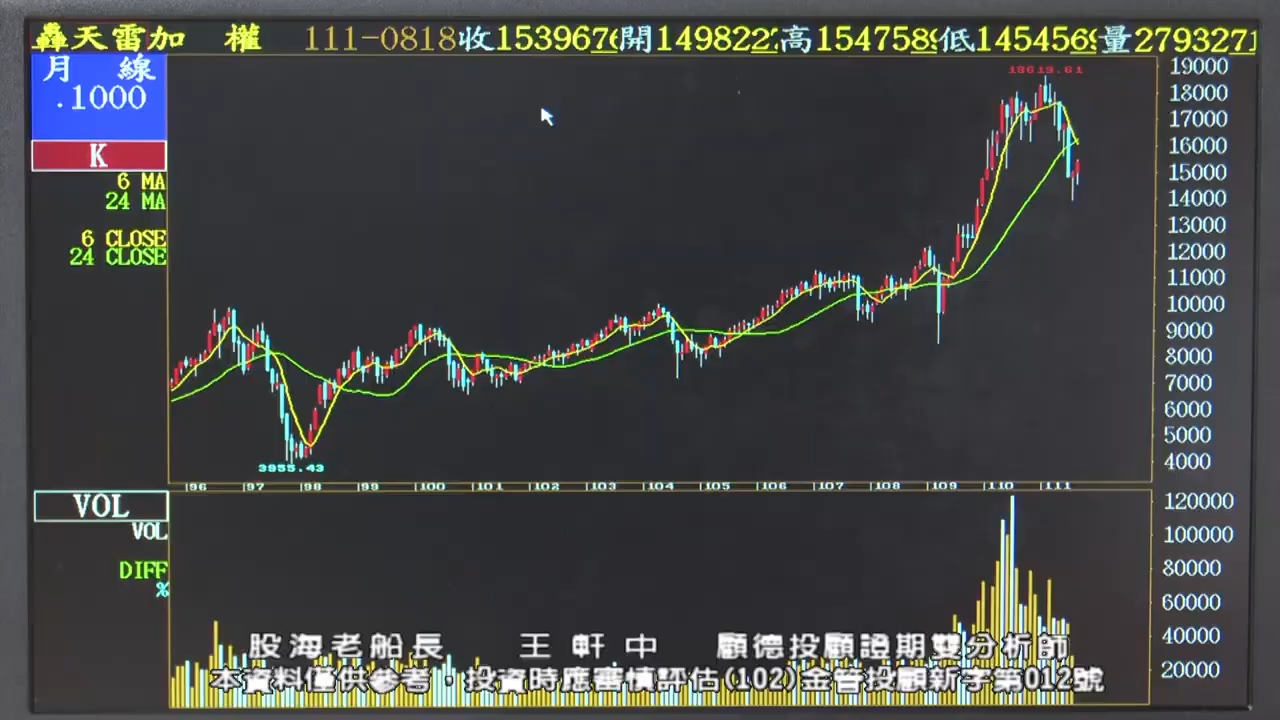 轟天雷加 權 111-0818收153967開149822高154758低145456量279327
月 線
.1000
K
6 MA
24 MA
6 CLOSE
24 CLOSE
18619.61
19000
18000
17000
16000
15000
14000
13000
12000
11000
10000
9000
8000
7000
6000
5000
4000
3955.43
96 97 98 99 100 101 102 103 104 105 106 107 108 109 110 111
VOL
VOL
DIFF
%
120000
100000
80000
60000
40000
20000
股海老船長 王軒中 顧德投顧證期雙分析師
本資料僅供參考，投資時應審慎評估(102)金管投顧新字第012號